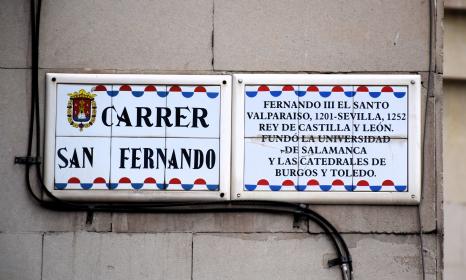 CARRER
SAN FERNANDO
FERNANDO III EL SANTO
VALPARAISO, 1201-SEVILLA, 1252
REY DE CASTILLA Y LEÓN.
FUNDÓ LA UNIVERSIDAD
DE SALAMANCA
Y LAS CATEDRALES DE
BURGOS Y TOLEDO.